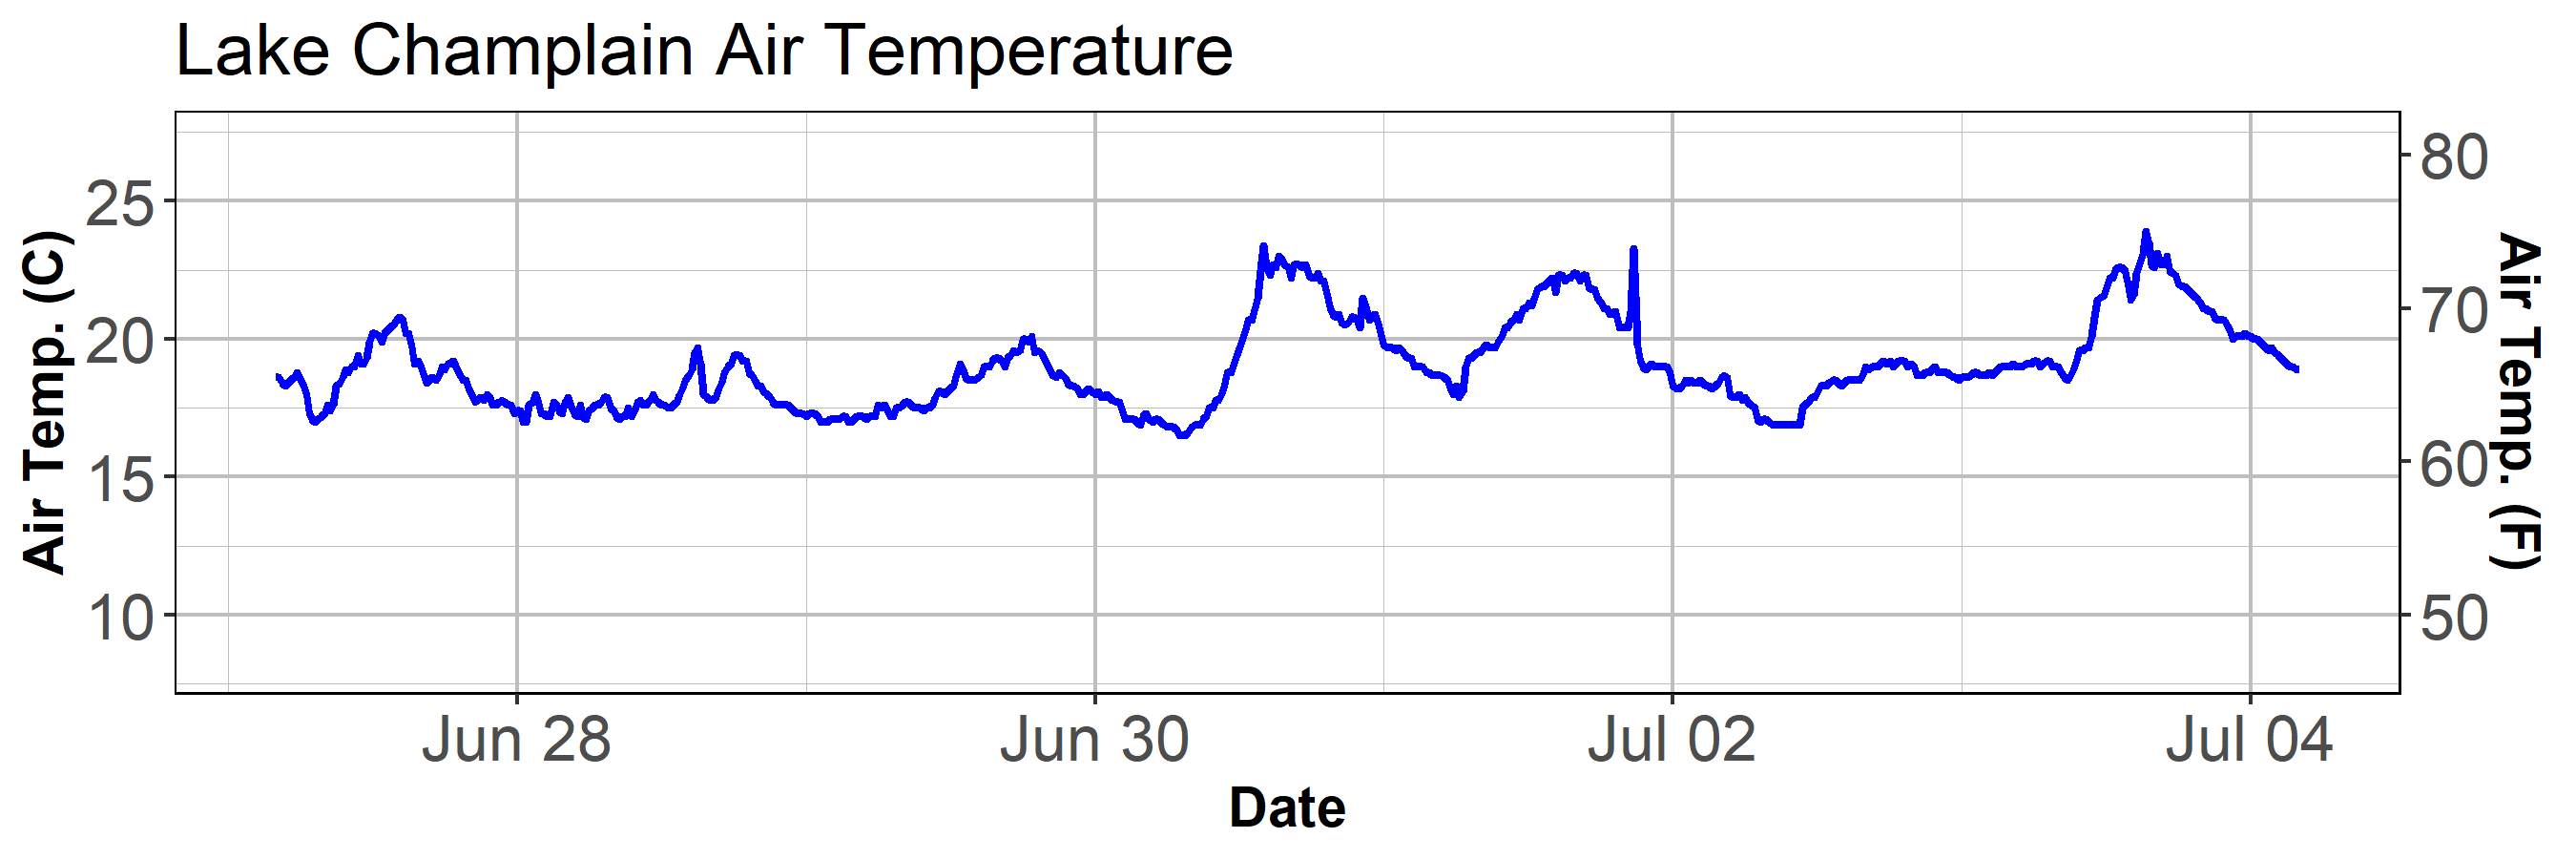 Lake Champlain Air Temperature
Air Temp. (C)
25
20
15
10
80
70
60
50
Air Temp. (F)
Jun 28
Jun 30
Jul 02
Jul 04
Date